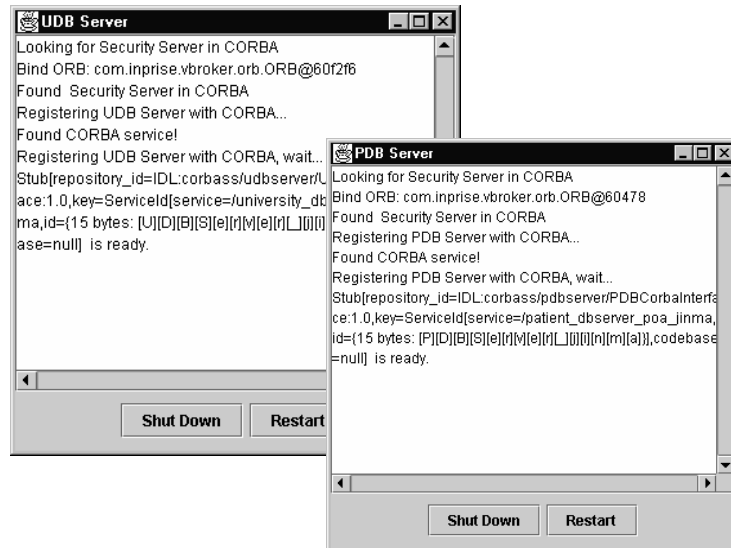 UDB Server
Looking for Security Server in CORBA
Bind ORB: com.inprise.vbroker.orb.ORB@60f2f6
Found  Security Server in CORBA
Registering UDB Server with CORBA...
Found CORBA service!
Registering UDB Server with CORBA, wait...
Stub[repository_id=IDL:corbass/udbserver/U
ace:1.0,key=ServiceId[service=/university_db
ma,id={15 bytes: [U][D][B][S][e][r][v][e][r][_][j][i]
ase=null]  is ready.
Shut Down
Restart
PDB Server
Looking for Security Server in CORBA
Bind ORB: com.inprise.vbroker.orb.ORB@60478
Found  Security Server in CORBA
Registering PDB Server with CORBA...
Found CORBA service!
Registering PDB Server with CORBA, wait...
Stub[repository_id=IDL:corbass/pdbserver/PDBCorbaInterfa
ce:1.0,key=ServiceId[service=/patient_dbserver_poa_jinma,
id={15 bytes: [P][D][B][S][e][r][v][e][r][_][j][i][n][m][a]}],codebase
=null]  is ready.
Shut Down
Restart